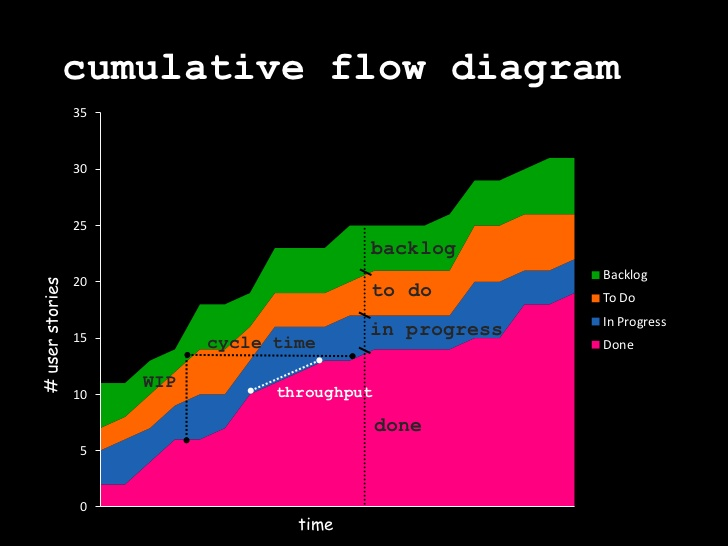 cumulative flow diagram
35
30
25
20
15
10
5
0
# user stories
backlog
to do
in progress
cycle time
WIP
throughput
done
time
Backlog
To Do
In Progress
Done